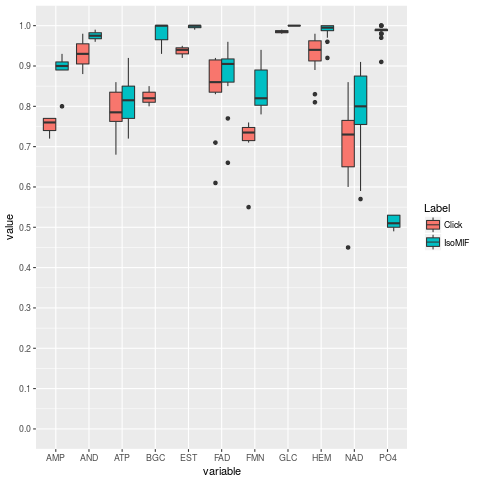 1.0
0.9
0.8
0.7
0.6
0.5
0.4
0.3
0.2
0.1
0.0
value
AMP AND ATP BGC EST FAD FMN GLC HEM NAD PO4
variable
Label
Click
IsoMIF